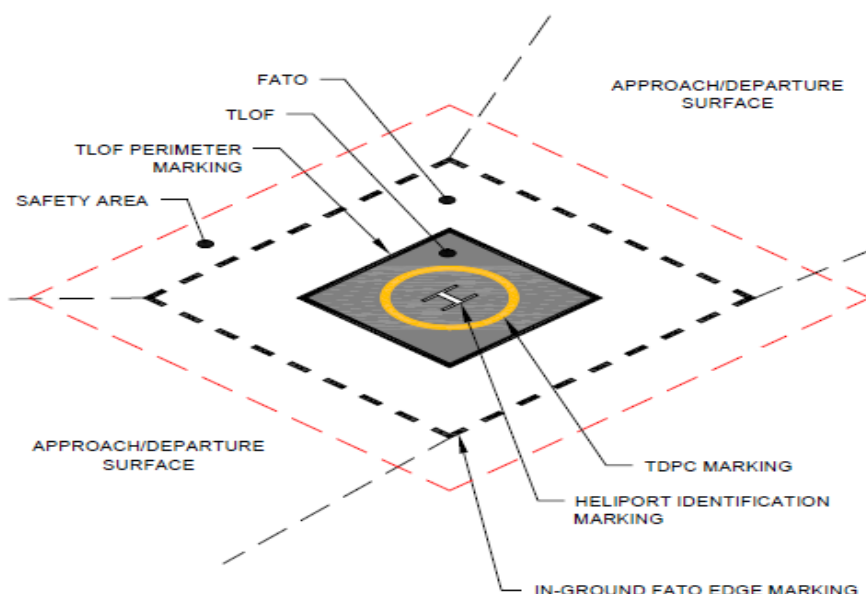 FATO
APPROACH/DEPARTURE
SURFACE
TLOF
TLOF PERIMETER
MARKING
SAFETY AREA
H
APPROACH/DEPARTURE
SURFACE
TDPC MARKING
HELIPORT IDENTIFICATION
MARKING
IN-GROUND FATO EDGE MARKING